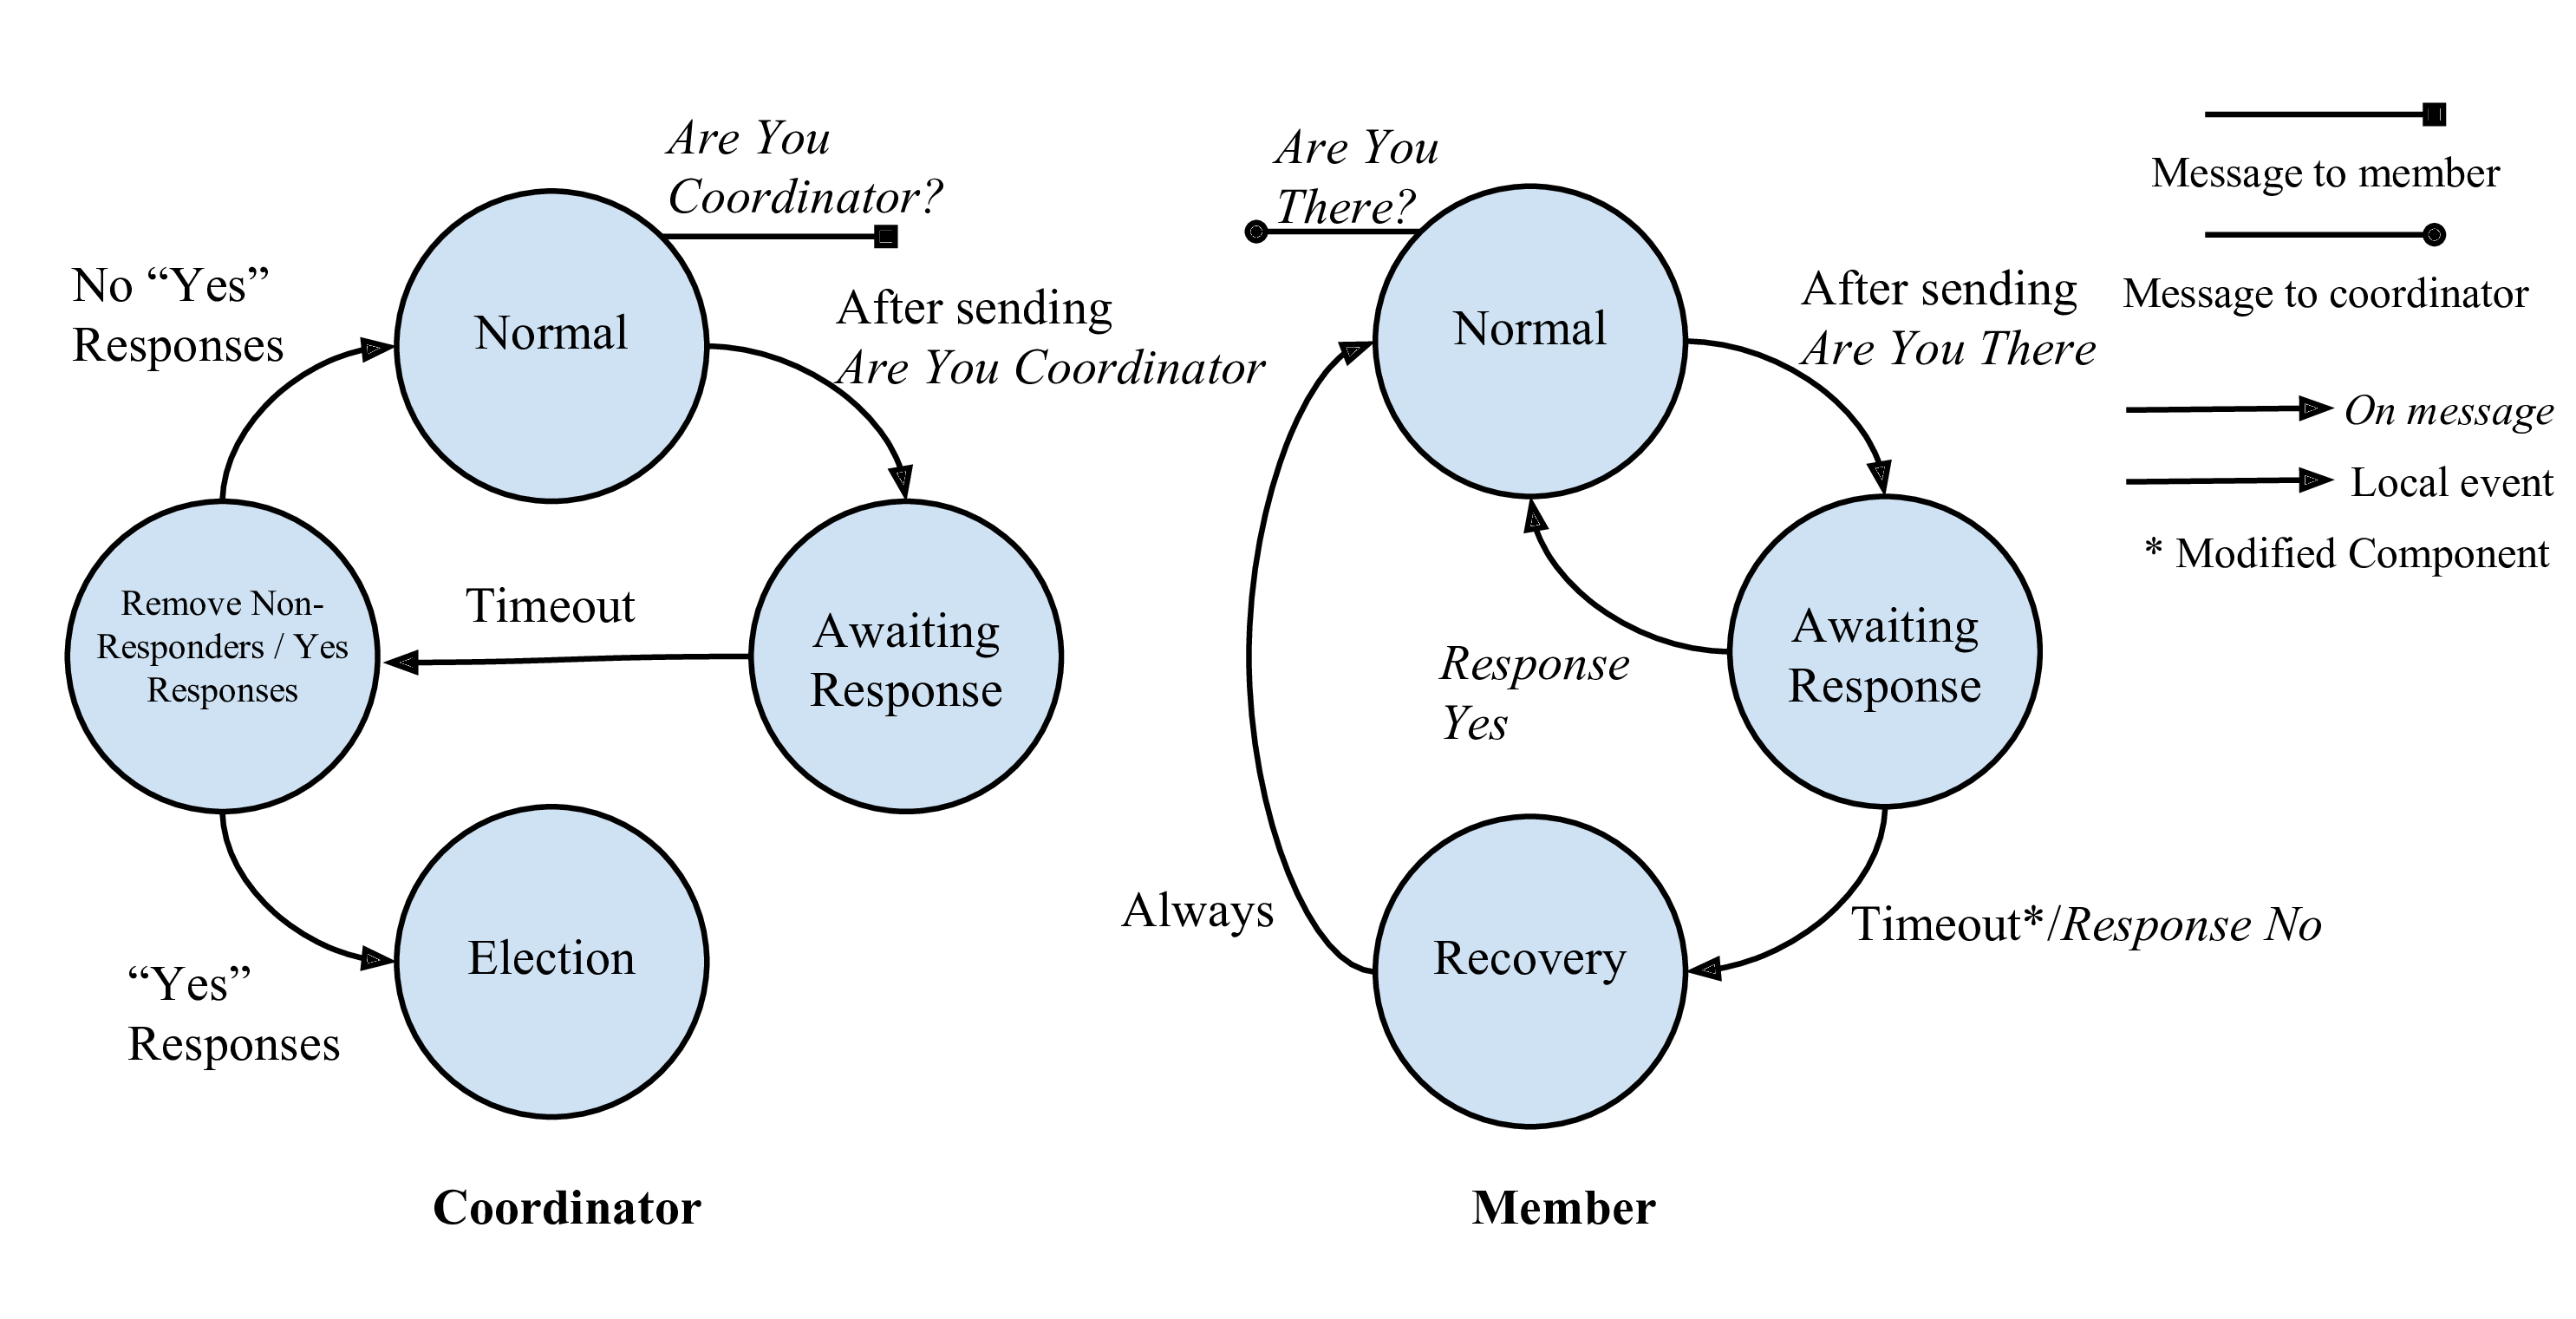 Are You
Coordinator?
No “Yes”
Responses
Normal
After sending
Are You Coordinator
Remove Non-
Responders / Yes
Responses
Timeout
Awaiting
Response
“Yes”
Responses
Election
Coordinator
Are You
There?
Normal
After sending
Are You There
Response
Yes
Awaiting
Response
Always
Recovery
Timeout*/Response No
Member
Message to member
Message to coordinator
On message
Local event
* Modified Component